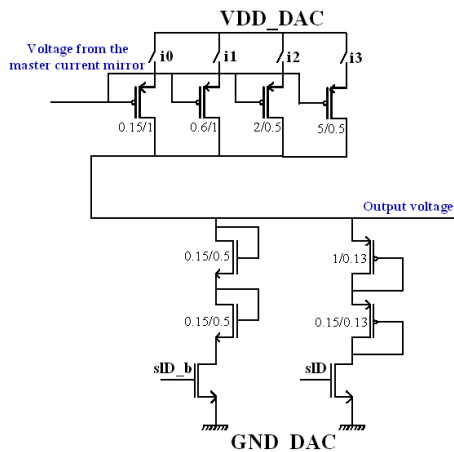 VDD_DAC
Voltage from the
master current mirror
i0
i1
i2
i3
0.15/1
0.6/1
2/0.5
5/0.5
Output voltage
0.15/0.5
1/0.13
0.15/0.5
0.15/0.13
sID_b
sID
GND_DAC